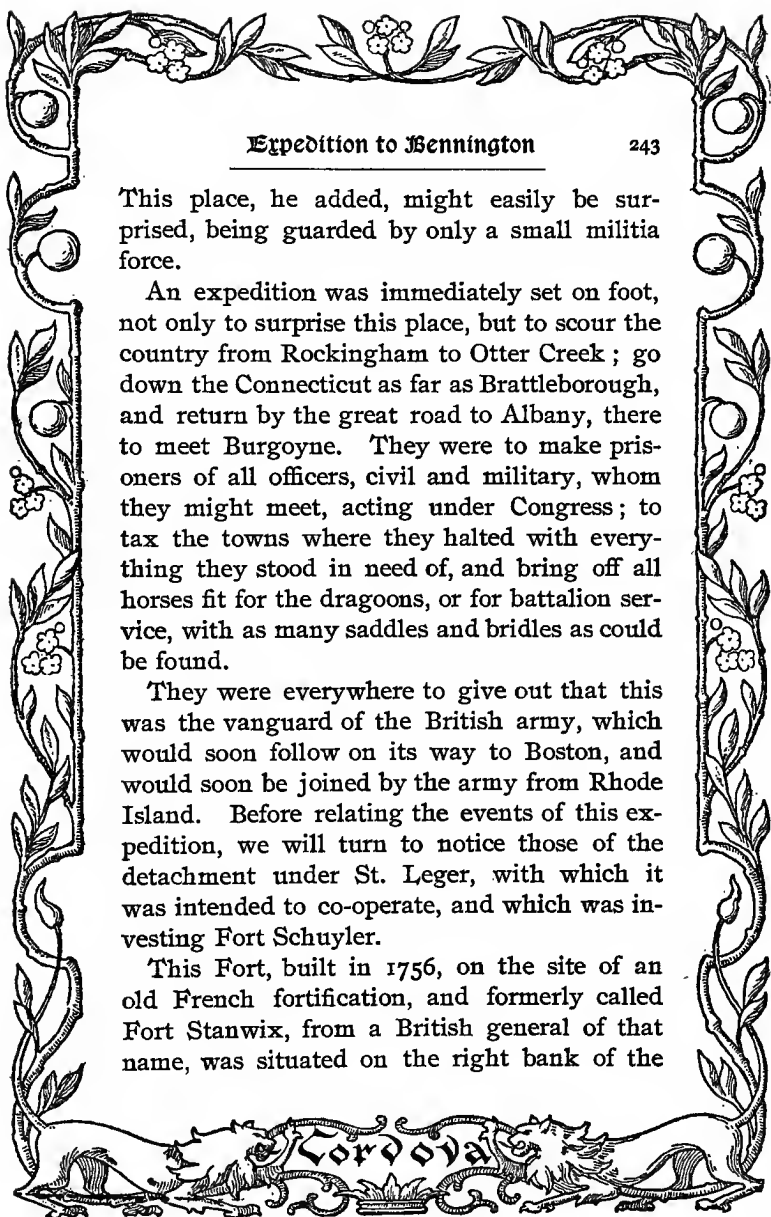 Expedition to Bennington 243
This place, he added, might easily be sur-
prised, being guarded by only a small militia
force.
An expedition was immediately set on foot,
not only to surprise this place, but to scour the
country from Rockingham to Otter Creek ; go
down the Connecticut as far as Brattleborough,
and return by the great road to Albany, there
to meet Burgoyne. They were to make pris-
oners of all officers, civil and military, whom
they might meet, acting under Congress ; to
tax the towns where they halted with every-
thing they stood in need of, and bring off all
horses fit for the dragoons, or for battalion ser-
vice, with as many saddles and bridles as could
be found.
They were everywhere to give out that this
was the vanguard of the British army, which
would soon follow on its way to Boston, and
would soon be joined by the army from Rhode
Island. Before relating the events of this ex-
pedition, we will turn to notice those of the
detachment under St. Leger, with which it
was intended to co-operate, and which was in-
vesting Fort Schuyler.
This Fort, built in 1756, on the site of an
old French fortification, and formerly called
Fort Stanwix, from a British general of that
name, was situated on the right bank of the
Cordova